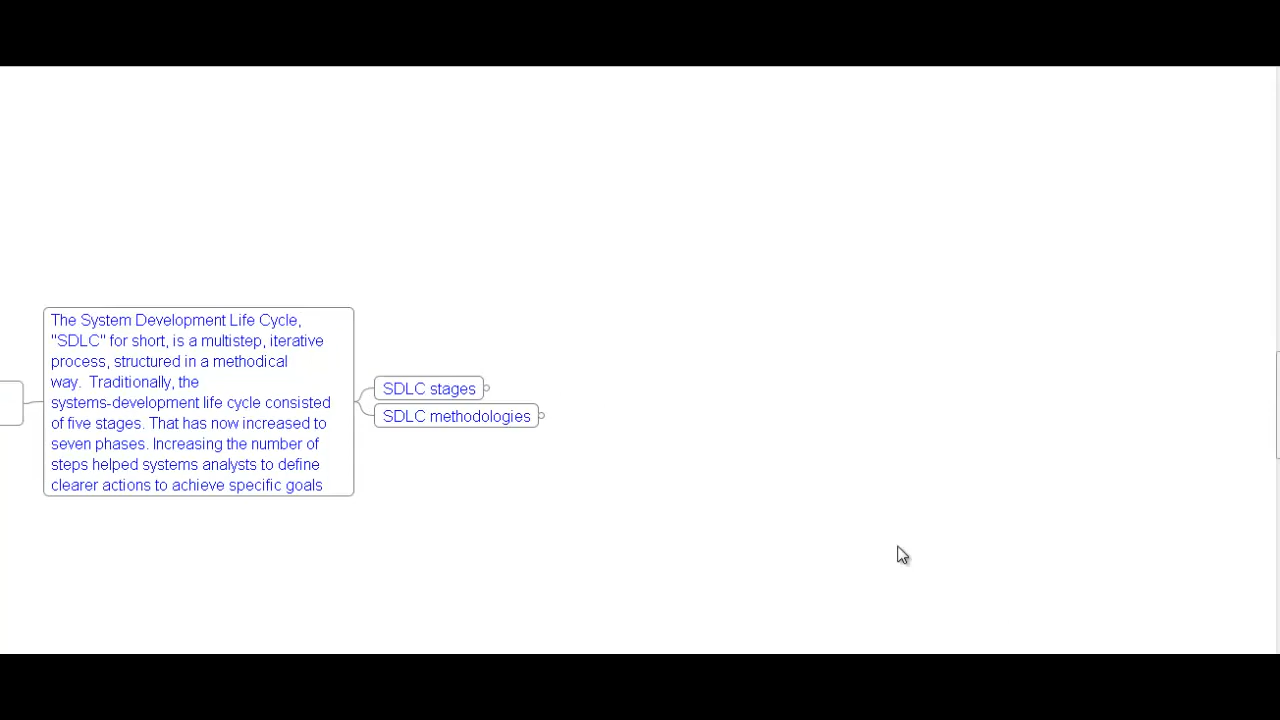 The System Development Life Cycle,
"SDLC" for short, is a multistep, iterative
process, structured in a methodical
way.  Traditionally, the
systems-development life cycle consisted
of five stages. That has now increased to
seven phases. Increasing the number of
steps helped systems analysts to define
clearer actions to achieve specific goals
SDLC stages
SDLC methodologies